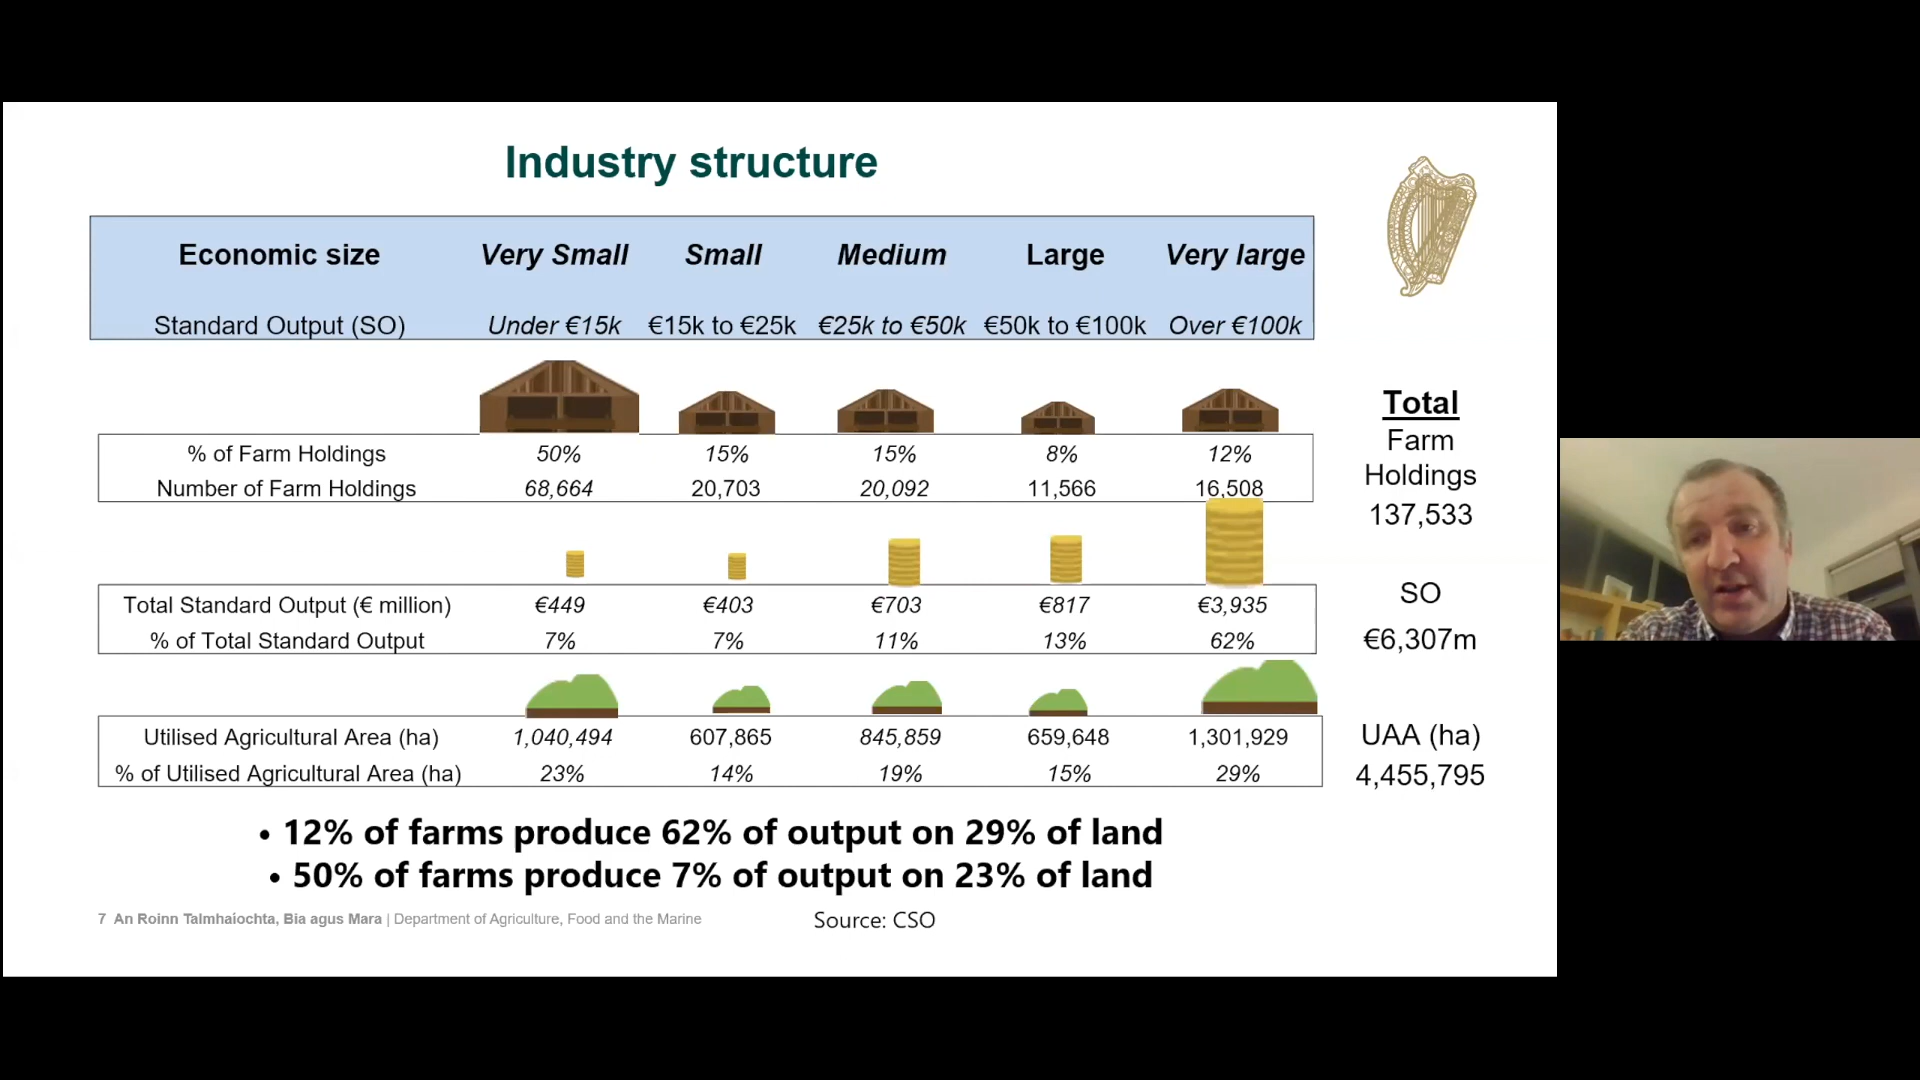 Industry structure
Economic size Very Small Small Medium Large Very large
Standard Output (SO) Under €15k €15k to €25k €25k to €50k €50k to €100k Over €100k
% of Farm Holdings 50% 15% 15% 8% 12%
Number of Farm Holdings 68,664 20,703 20,092 11,566 16,508
Total
Farm
Holdings
137,533
Total Standard Output (€ million) €449 €403 €703 €817 €3,935
% of Total Standard Output 7% 7% 11% 13% 62%
SO
€6,307m
Utilised Agricultural Area (ha) 1,040,494 607,865 845,859 659,648 1,301,929
% of Utilised Agricultural Area (ha) 23% 14% 19% 15% 29%
UAA (ha)
4,455,795
• 12% of farms produce 62% of output on 29% of land
• 50% of farms produce 7% of output on 23% of land
7 An Roinn Talmhaíochta, Bia agus Mara | Department of Agriculture, Food and the Marine
Source: CSO